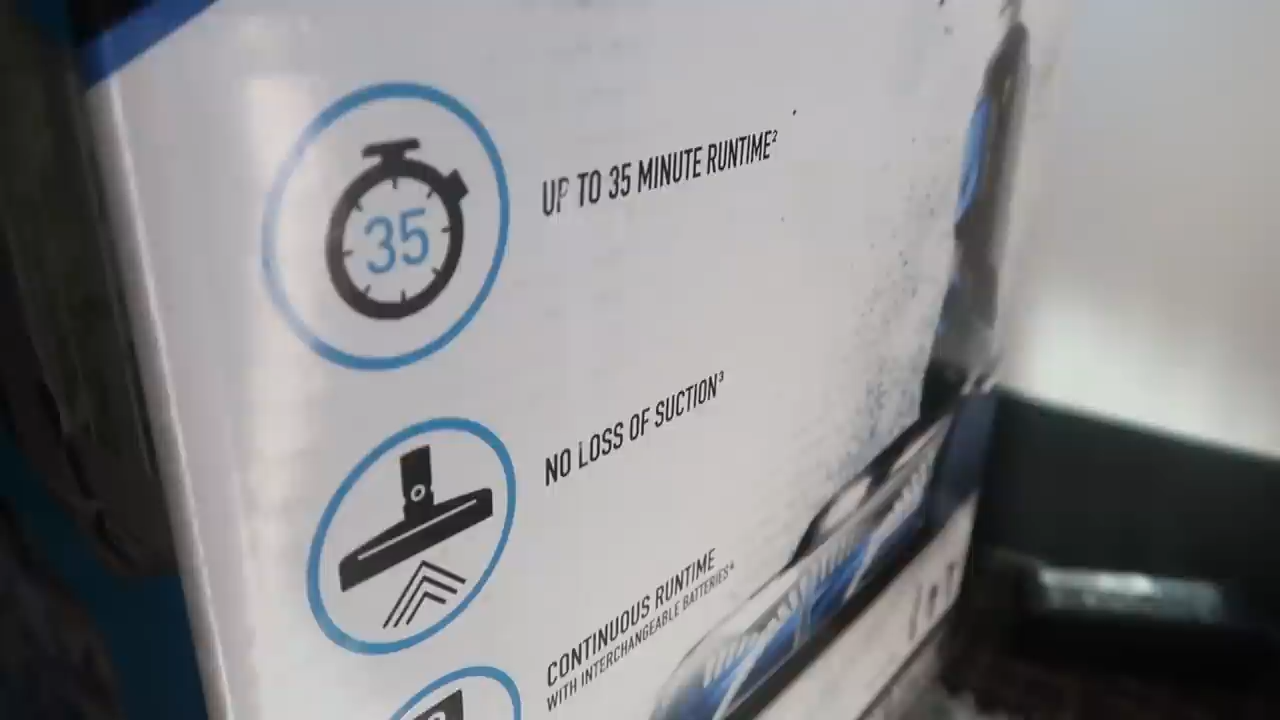 35
UP TO 35 MINUTE RUNTIME²
NO LOSS OF SUCTION³
CONTINUOUS RUNTIME
WITH INTERCHANGEABLE BATTERIES⁴